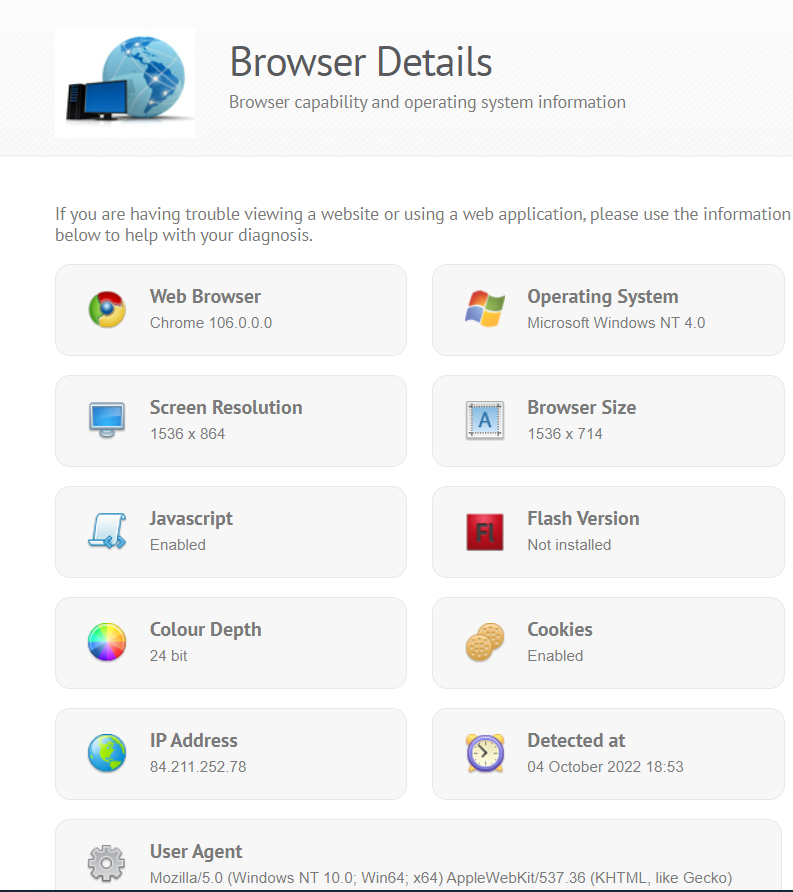 Browser Details
Browser capability and operating system information
If you are having trouble viewing a website or using a web application, please use the information
below to help with your diagnosis.
Web Browser
Chrome 106.0.0.0
Operating System
Microsoft Windows NT 4.0
Screen Resolution
1536 x 864
Browser Size
A
1536 x 714
Javascript
Enabled
Flash Version
Fl
Not installed
Colour Depth
24 bit
Cookies
Enabled
IP Address
84.211.252.78
Detected at
04 October 2022 18:53
User Agent
Mozilla/5.0 (Windows NT 10.0; Win64; x64) AppleWebKit/537.36 (KHTML, like Gecko)